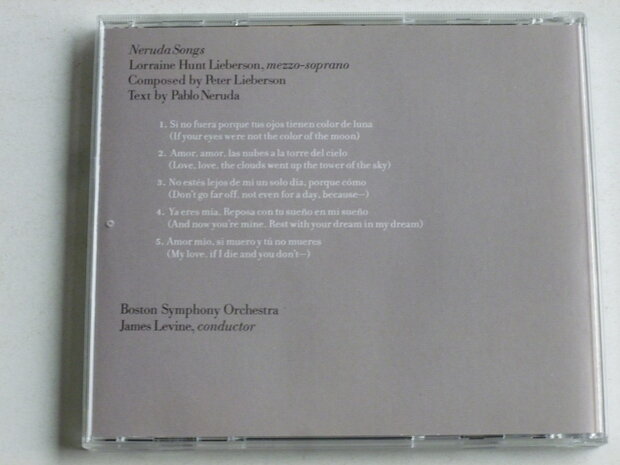 Neruda Songs
Lorraine Hunt Lieberson, mezzo-soprano
Composed by Peter Lieberson
Text by Pablo Neruda
1. Si no fuera porque tus ojos tienen color de luna
(If your eyes were not the color of the moon)
2. Amor, amor, las nubes a la torre del cielo
(Love, love, the clouds went up the tower of the sky)
3. No estés lejos de mí un solo día, porque cómo
(Don't go far off, not even for a day, because—)
4. Ya eres mía. Reposa con tu sueño en mi sueño
(And now you're mine. Rest with your dream in my dream)
5. Amor mío, si muero y tú no mueres
(My love, if I die and you don't—)
Boston Symphony Orchestra
James Levine, conductor